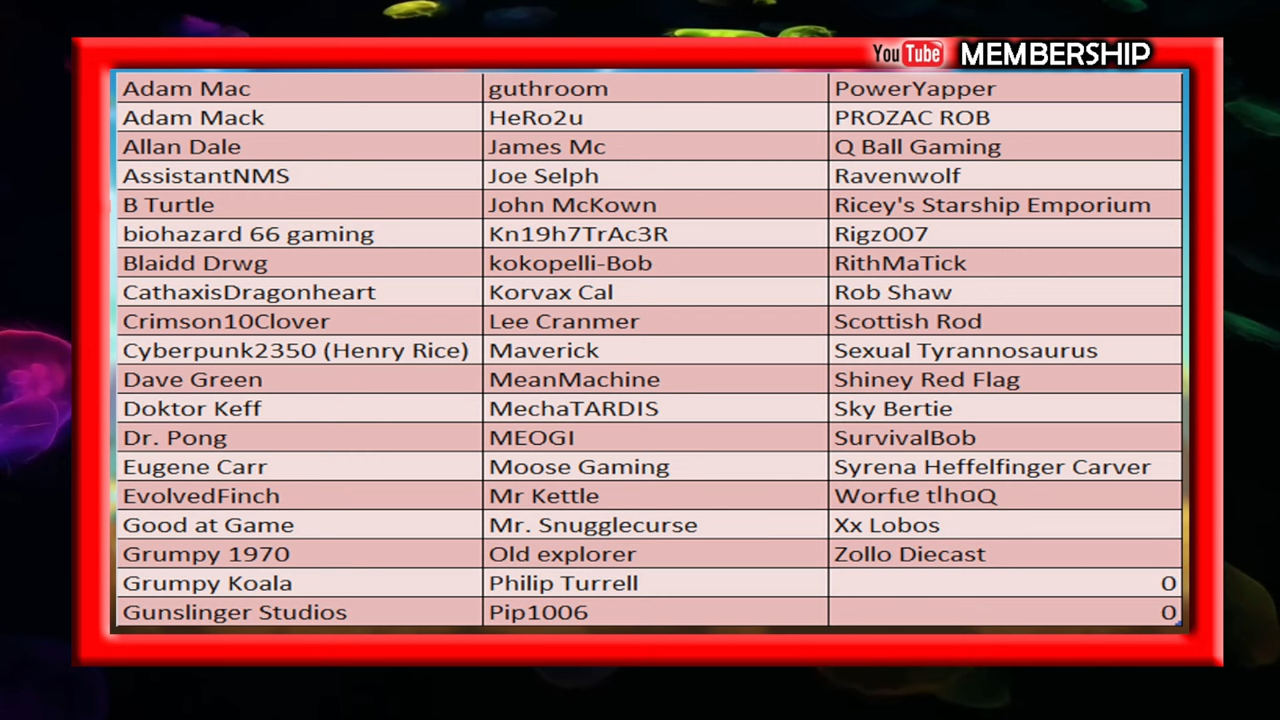 YouTube MEMBERSHIP
Adam Mac guthroom PowerYapper
Adam Mack HeRo2u PROZAC ROB
Allan Dale James Mc Q Ball Gaming
AssistantNMS Joe Selph Ravenwolf
B Turtle John McKown Ricey's Starship Emporium
biohazard 66 gaming Kn19h7TrAc3R Rigz007
Blaidd Drwg kokopelli-Bob RithMaTick
CathaxisDragonheart Korvax Cal Rob Shaw
Crimson10Clover Lee Cranmer Scottish Rod
Cyberpunk2350 (Henry Rice) Maverick Sexual Tyrannosaurus
Dave Green MeanMachine Shiney Red Flag
Doktor Keff MechaTARDIS Sky Bertie
Dr. Pong MEOGI SurvivalBob
Eugene Carr Moose Gaming Syrena Heffelfinger Carver
EvolvedFinch Mr Kettle Worfɩҽ tlhɑQ
Good at Game Mr. Snugglecurse Xx Lobos
Grumpy 1970 Old explorer Zollo Diecast
Grumpy Koala Philip Turrell 0
Gunslinger Studios Pip1006 0